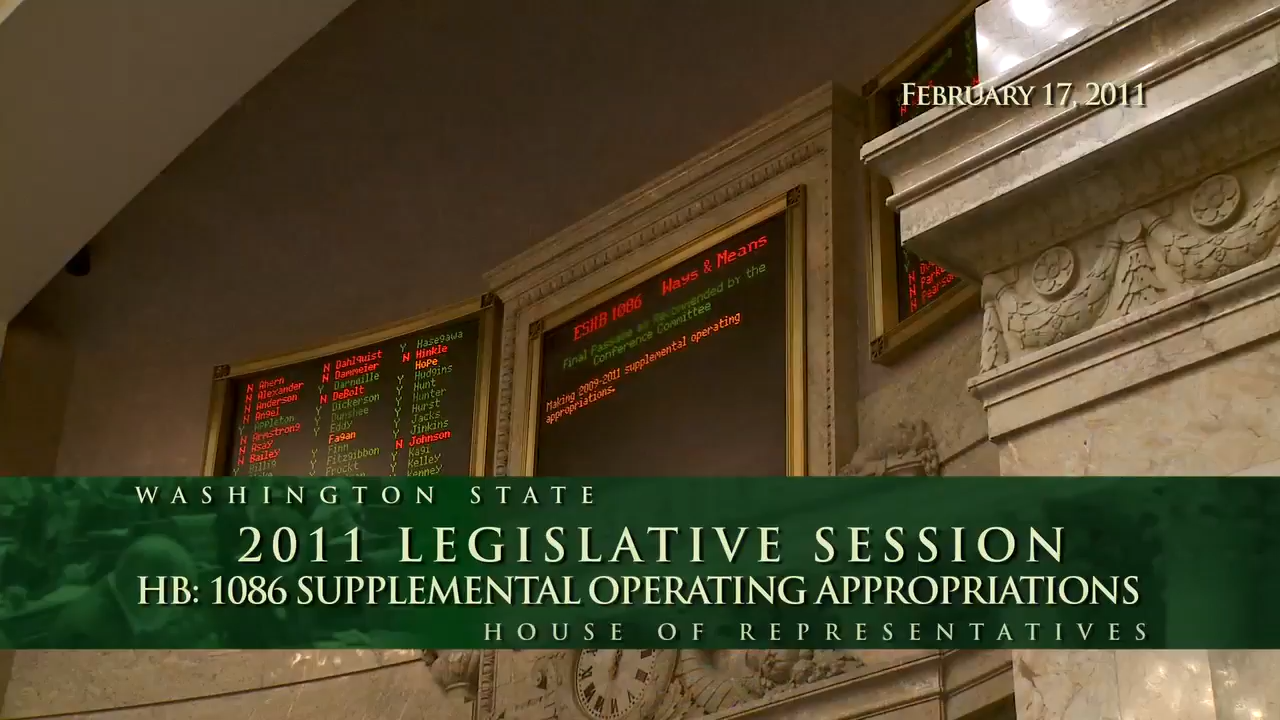 February 17, 2011
ESHB 1086 Ways & Means
Final Passage as Recommended by the
Conference Committee
Making 2009-2011 supplemental operating
appropriations.
N Ahern
N Alexander
N Anderson
N Angel
Y Appleton
N Armstrong
N Asay
N Bailey
Y Billig
N Dahlquist
N Dammeier
Y Darneille
N DeBolt
Y Dickerson
Y Dunshee
Y Eddy
Fagan
Y Finn
Y Fitzgibbon
Y Frockt
Y Hasegawa
N Hinkle
Hope
Y Hudgins
Y Hunt
Y Hunter
Y Hurst
Y Jacks
Y Jinkins
N Johnson
Y Kagi
Y Kelley
Y Kenney
WASHINGTON STATE
2011 LEGISLATIVE SESSION
HB: 1086 SUPPLEMENTAL OPERATING APPROPRIATIONS
HOUSE OF REPRESENTATIVES